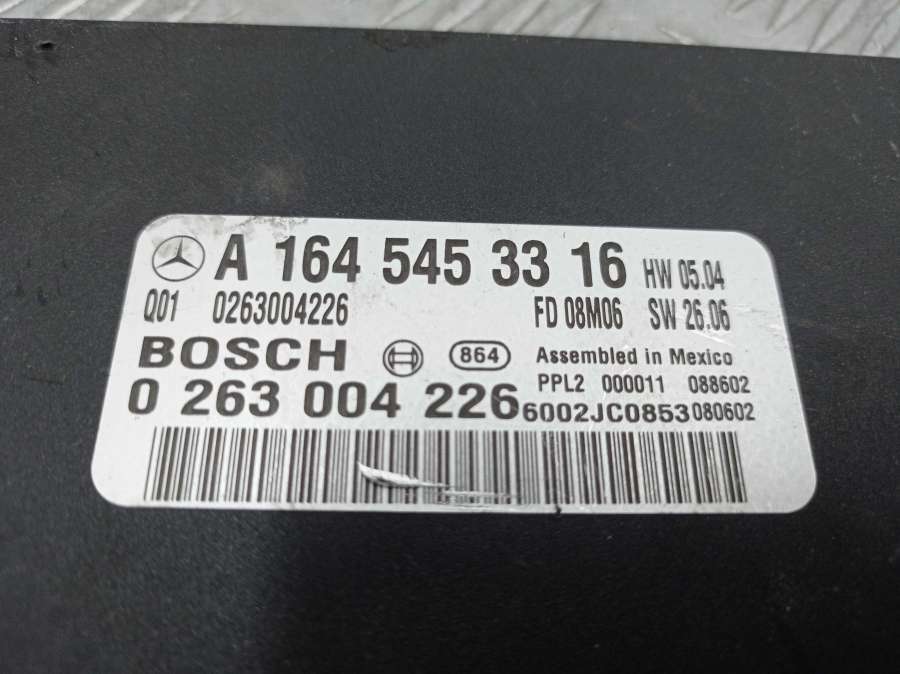 A 164 545 33 16 HW 05.04
Q01 0263004226 FD 08M06 SW 26.06
BOSCH 864 Assembled in Mexico
PPL2 000011 088602
0 263 004 226 6002JC0853 080602